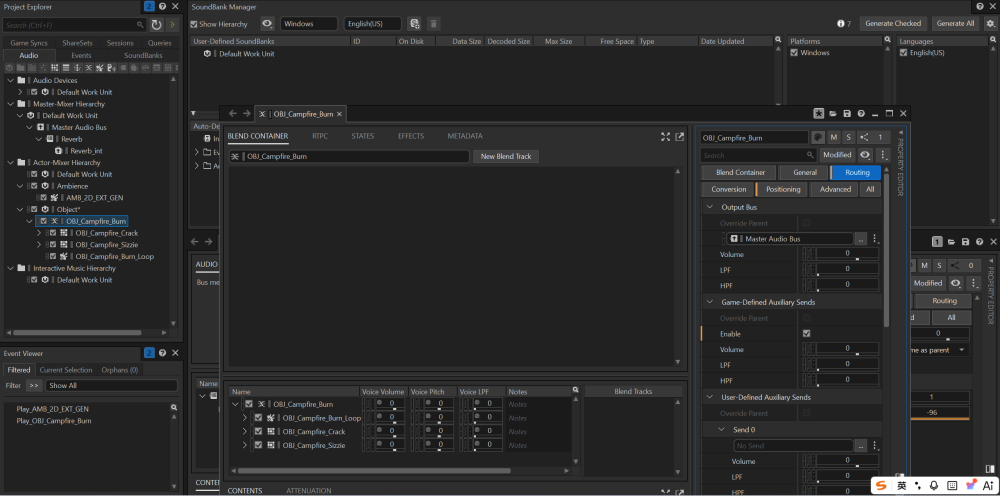 Project Explorer
2
Search (Ctrl+F)
Game Syncs
ShareSets
Sessions
Queries
Audio
Events
SoundBanks
Audio Devices
Default Work Unit
Master-Mixer Hierarchy
Default Work Unit
Master Audio Bus
Reverb
Reverb_int
Actor-Mixer Hierarchy
Default Work Unit
Ambience
AMB_2D_EXT_GEN
Object*
OBJ_Campfire_Burn
OBJ_Campfire_Crack
OBJ_Campfire_Sizzie
OBJ_Campfire_Burn_Loop
Interactive Music Hierarchy
Default Work Unit
Event Viewer
2
Filtered
Current Selection
Orphans (0)
Filter
>>
Show All
Play_AMB_2D_EXT_GEN
Play_OBJ_Campfire_Burn
SoundBank Manager
Show Hierarchy
Windows
English(US)
7
Generate Checked
Generate All
User-Defined SoundBanks
ID
On Disk
Data Size
Decoded Size
Max Size
Free Space
Type
Date Updated
Default Work Unit
Platforms
Windows
Languages
English(US)
Auto-De
In
Ev
AUDIO
Bus me
Name
CONTE
OBJ_Campfire_Burn
BLEND CONTAINER
RTPC
STATES
EFFECTS
METADATA
OBJ_Campfire_Burn
New Blend Track
Name
Voice Volume
Voice Pitch
Voice LPF
Notes
Blend Tracks
OBJ_Campfire_Burn
0
0
0
Notes
OBJ_Campfire_Burn_Loop
0
0
0
Notes
OBJ_Campfire_Crack
0
0
0
Notes
OBJ_Campfire_Sizzie
0
0
0
Notes
CONTENTS
ATTENUATION
OBJ_Campfire_Burn
M
S
1
Search
Modified
Blend Container
General
Routing
Conversion
Positioning
Advanced
All
Output Bus
Override Parent
Master Audio Bus
...
Volume
0
LPF
0
HPF
0
Game-Defined Auxiliary Sends
Override Parent
Enable
Volume
0
LPF
0
HPF
0
User-Defined Auxiliary Sends
Override Parent
Send 0
No Send
...
Volume
0
LPF
0
HPF
0
PROPERTY EDITOR
1
M
S
0
Modified
Routing
d
All
0
me as parent
1
-96
PROPERTY EDITOR
S
英